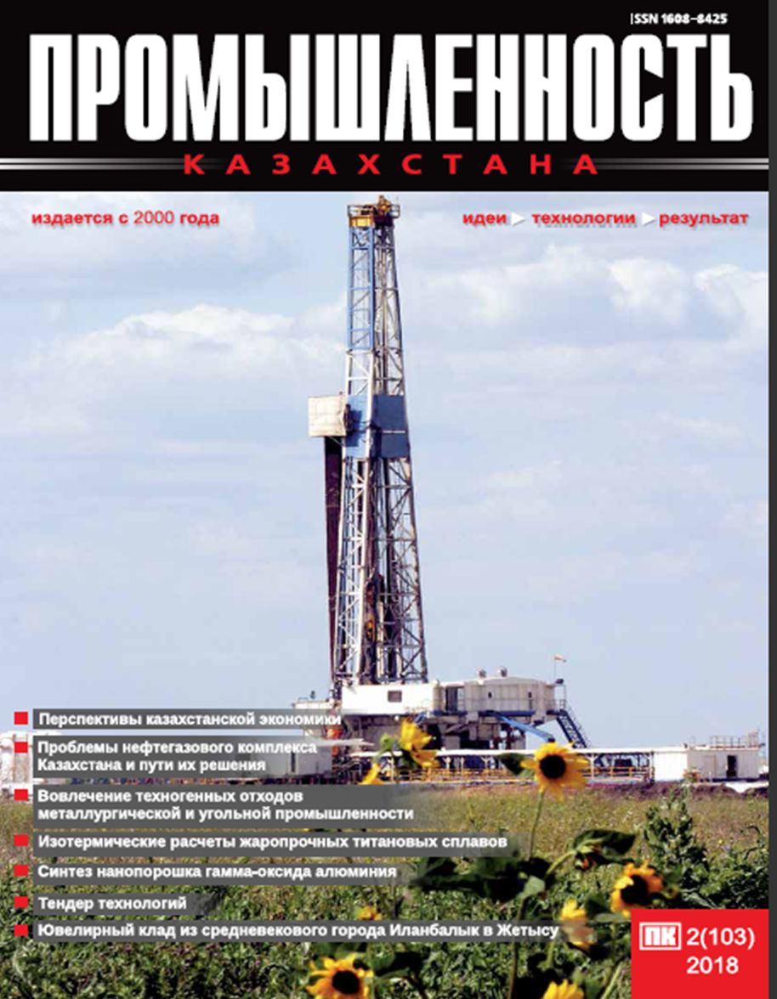 ISSN 1608–8425
ПРОМЫШЛЕННОСТЬ
КАЗАХСТАНА
издается с 2000 года
идеи технологии результат
Перспективы казахстанской экономики
Проблемы нефтегазового комплекса
Казахстана и пути их решения
Вовлечение техногенных отходов
металлургической и угольной промышленности
Изотермические расчеты жаропрочных титановых сплавов
Синтез нанопорошка гамма-оксида алюминия
Тендер технологий
Ювелирный клад из средневекового города Иланбалык в Жетысу
ПК 2(103)
2018